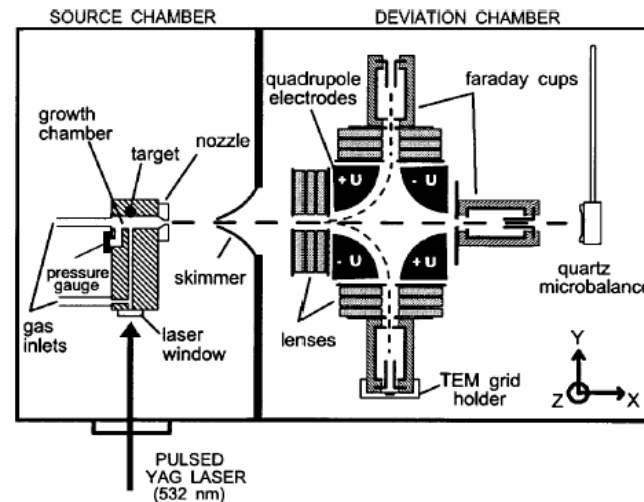 SOURCE CHAMBER
DEVIATION CHAMBER
quadrupole
electrodes
faraday cups
growth
chamber
target
nozzle
+ U
- U
- U
+ U
pressure
gauge
skimmer
gas
inlets
laser
window
lenses
quartz
microbalance
TEM grid
holder
Y
Z
X
PULSED
YAG LASER
(532 nm)